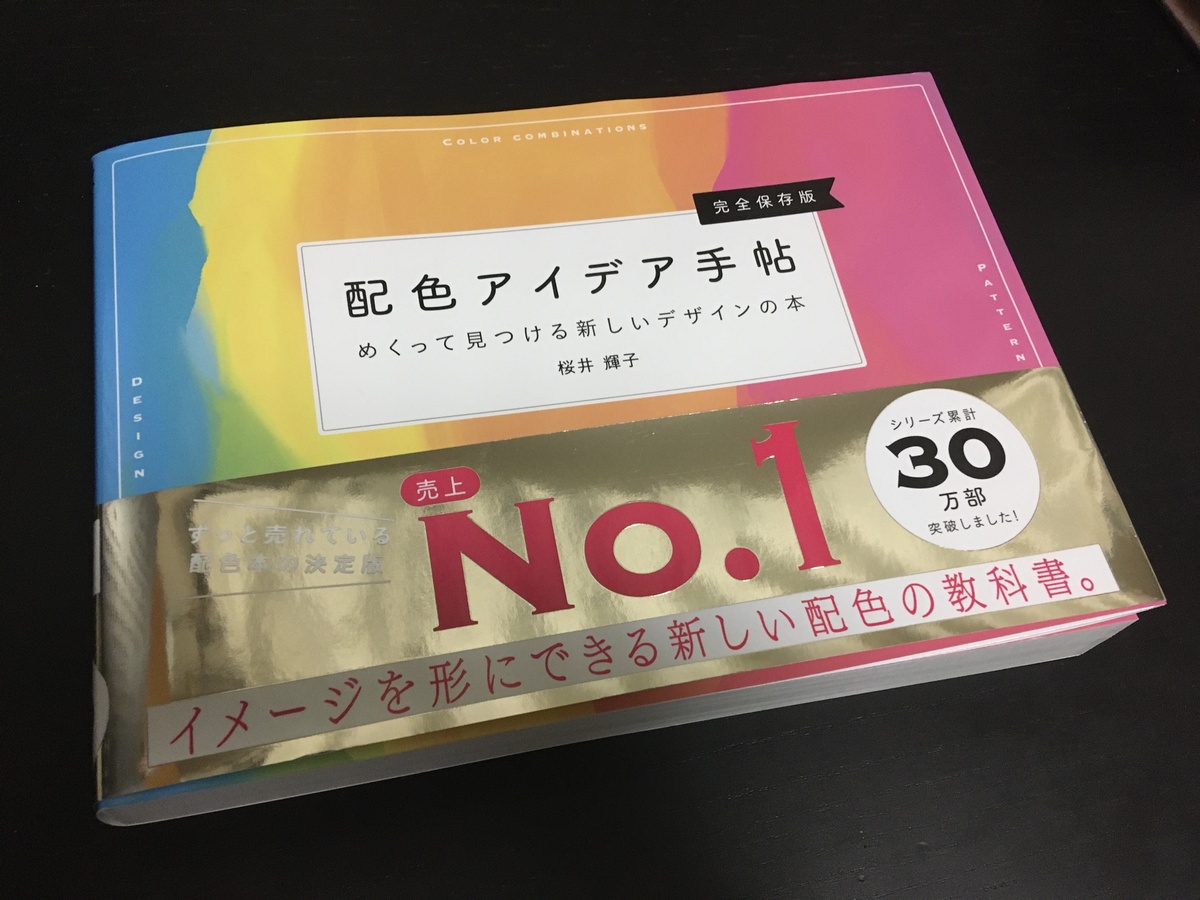 COLOR COMBINATIONS
完全保存版
配色アイデア手帖
めくって見つける新しいデザインの本
桜井 輝子
DESIGN
PATTERN
ずっと売れている
配色本の決定版
売上
No.1
シリーズ累計
30
万部
突破しました!
イメージを形にできる新しい配色の教科書。